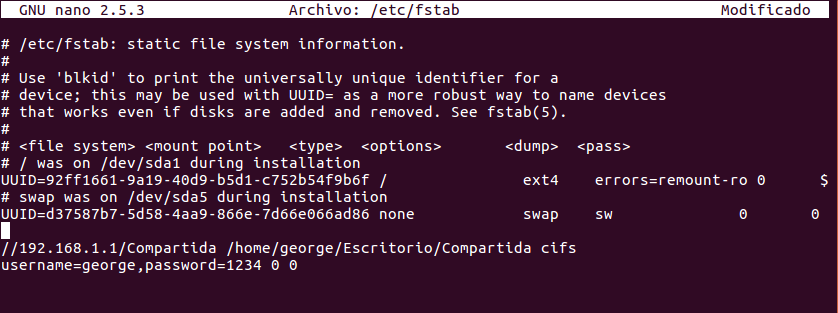 GNU nano 2.5.3 Archivo: /etc/fstab Modificado
# /etc/fstab: static file system information.
#
# Use 'blkid' to print the universally unique identifier for a
# device; this may be used with UUID= as a more robust way to name devices
# that works even if disks are added and removed. See fstab(5).
#
# <file system> <mount point> <type> <options> <dump> <pass>
# / was on /dev/sda1 during installation
UUID=92ff1661-9a19-40d9-b5d1-c752b54f9b6f / ext4 errors=remount-ro 0 $
# swap was on /dev/sda5 during installation
UUID=d37587b7-5d58-4aa9-866e-7d66e066ad86 none swap sw 0 0
//192.168.1.1/Compartida /home/george/Escritorio/Compartida cifs
username=george,password=1234 0 0